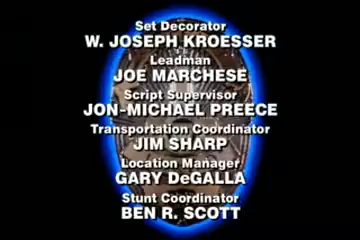 Set Decorator
W. JOSEPH KROESSER
Leadman
JOE MARCHESE
Script Supervisor
JON-MICHAEL PREECE
Transportation Coordinator
JIM SHARP
Location Manager
GARY DeGALLA
Stunt Coordinator
BEN R. SCOTT